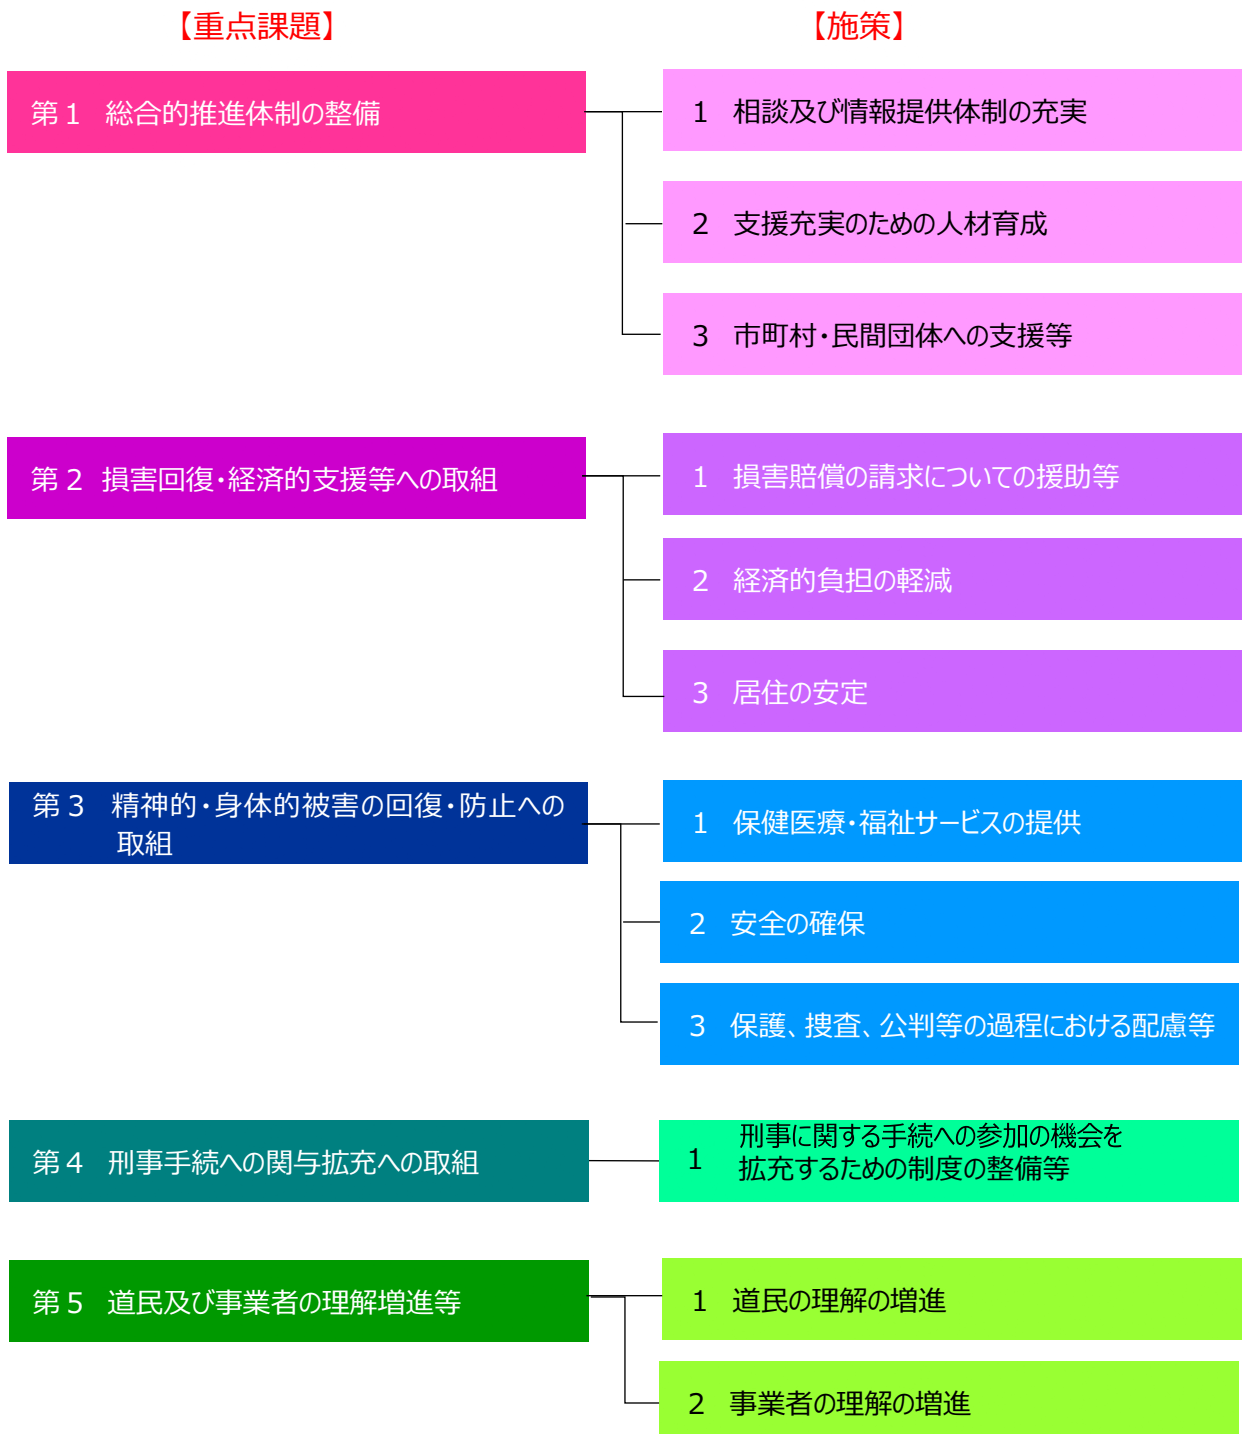 【重点課題】
【施策】
第１　総合的推進体制の整備
１　相談及び情報提供体制の充実
２　支援充実のための人材育成
３　市町村・民間団体への支援等
第２　損害回復・経済的支援等への取組
１　損害賠償の請求についての援助等
２　経済的負担の軽減
３　居住の安定
第３　精神的・身体的被害の回復・防止への
取組
１　保健医療・福祉サービスの提供
２　安全の確保
３　保護、捜査、公判等の過程における配慮等
第４　刑事手続への関与拡充への取組
１　刑事に関する手続への参加の機会を
拡充するための制度の整備等
第５　道民及び事業者の理解増進等
１　道民の理解の増進
２　事業者の理解の増進